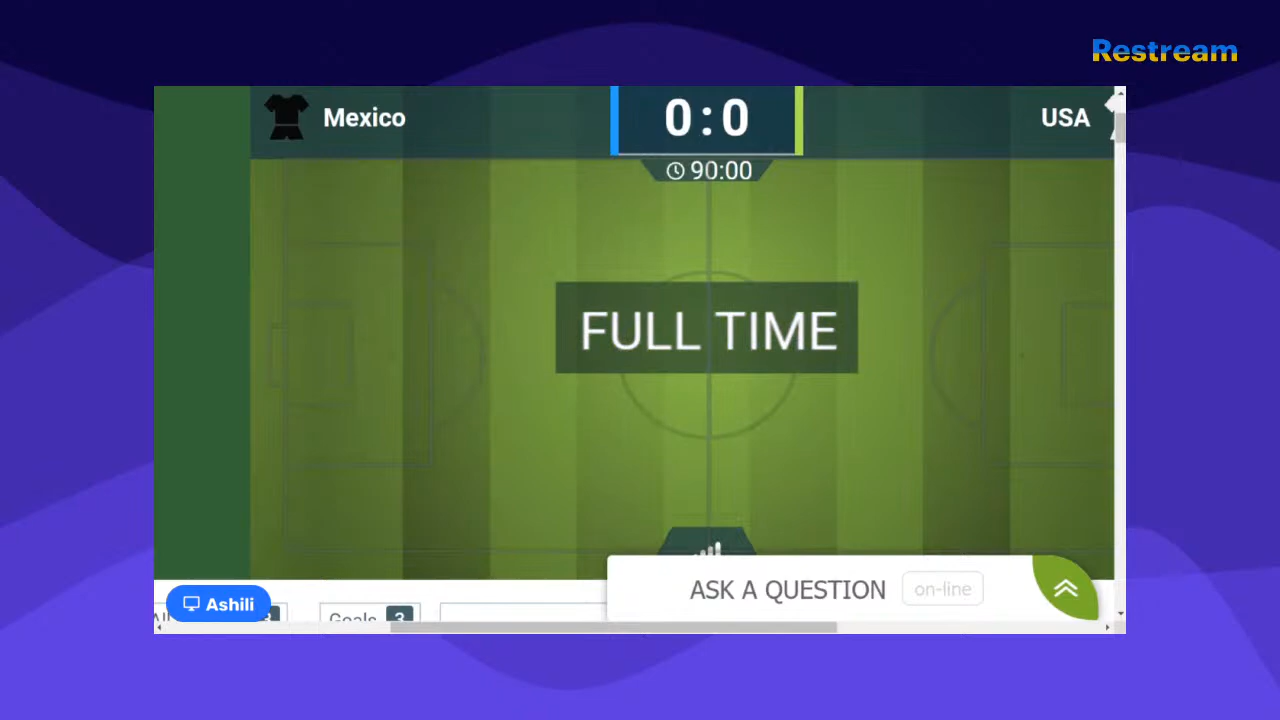 Restream
Mexico
0:0
USA
90:00
FULL TIME
ASK A QUESTION
on-line
Ashili
Goals 3